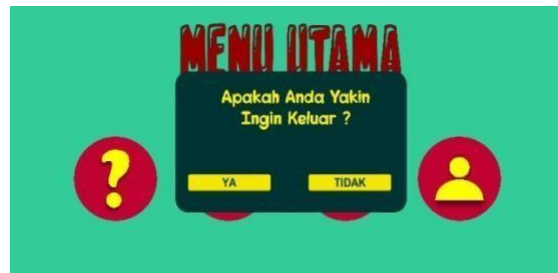 MENU UTAMA
Apakah Anda Yakin
Ingin Keluar ?
YA
TIDAK
?